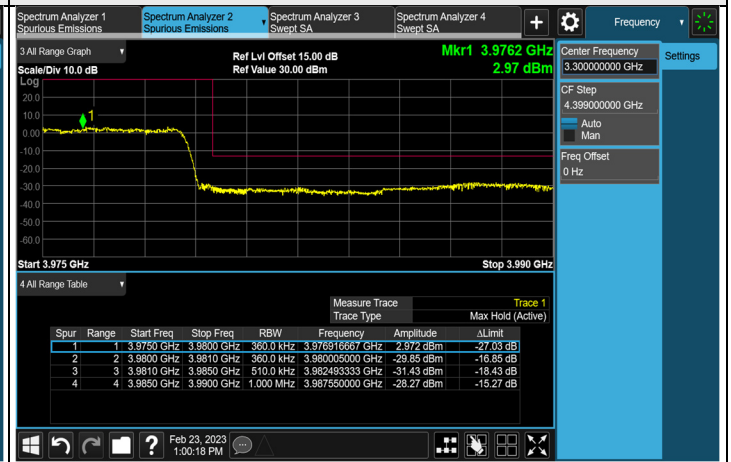 Spectrum Analyzer 1
Spurious Emissions
Spectrum Analyzer 2
Spurious Emissions
Spectrum Analyzer 3
Swept SA
Spectrum Analyzer 4
Swept SA
+
Frequency
3 All Range Graph
Scale/Div 10.0 dB
Ref Lvl Offset 15.00 dB
Ref Value 30.00 dBm
Mkr1 3.9762 GHz
2.97 dBm
Log
20.0
10.0
0.00
-10.0
-20.0
-30.0
-40.0
-50.0
-60.0
1
Start 3.975 GHz
Stop 3.990 GHz
Center Frequency
3.30000000 GHz
Settings
CF Step
4.399000000 GHz
Auto
Man
Freq Offset
0 Hz
4 All Range Table
Measure Trace Trace 1
Trace Type Max Hold (Active)
Spur Range Start Freq Stop Freq RBW Frequency Amplitude ΔLimit
1 1 3.9750 GHz 3.9800 GHz 360.0 kHz 3.976916667 GHz 2.972 dBm -27.03 dB
2 2 3.9800 GHz 3.9810 GHz 360.0 kHz 3.980005000 GHz -29.85 dBm -16.85 dB
3 3 3.9810 GHz 3.9850 GHz 510.0 kHz 3.982493333 GHz -31.43 dBm -18.43 dB
4 4 3.9850 GHz 3.9900 GHz 1.000 MHz 3.987550000 GHz -28.27 dBm -15.27 dB
?
Feb 23, 2023
1:00:18 PM